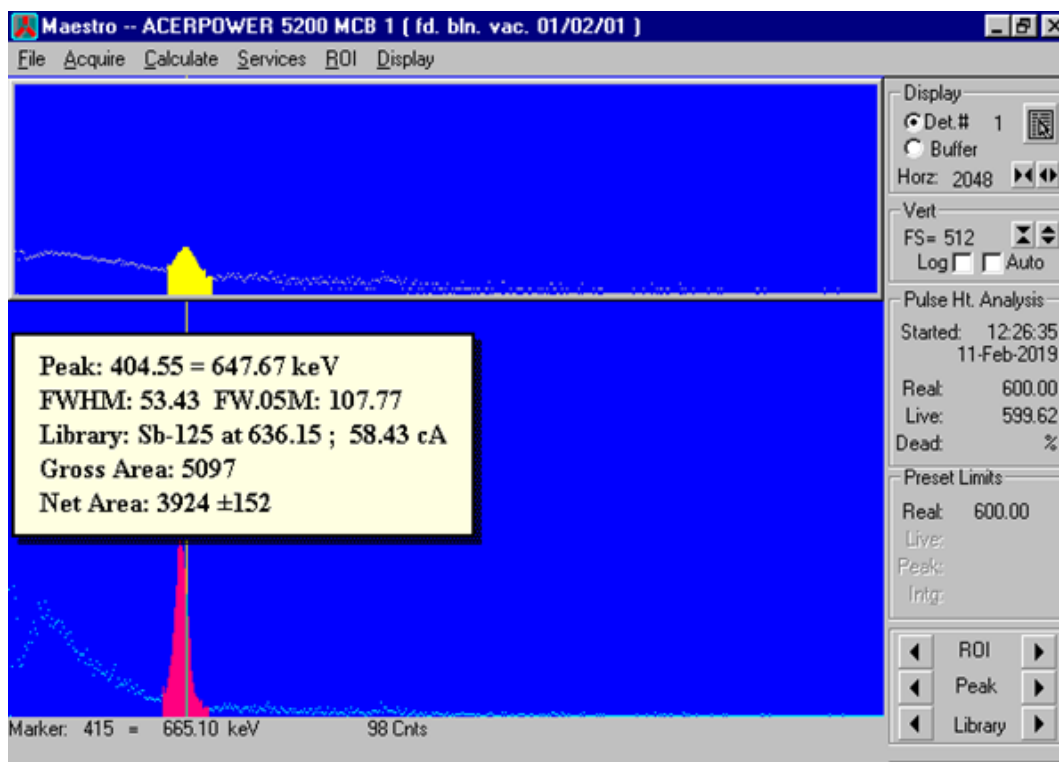 Maestro -- ACERPOWER 5200 MCB 1 ( fd. bln. vac. 01/02/01 )
File Acquire Calculate Services ROI Display
Display
Det.# 1
Buffer
Horz: 2048
Vert
FS= 512
Log Auto
Pulse Ht. Analysis
Started: 12:26:35
11-Feb-2019
Real: 600.00
Live: 599.62
Dead: %
Preset Limits
Real: 600.00
Live:
Peak:
Intg:
ROI
Peak
Library
Peak: 404.55 = 647.67 keV
FWHM: 53.43 FW.05M: 107.77
Library: Sb-125 at 636.15 ; 58.43 cA
Gross Area: 5097
Net Area: 3924 ±152
Marker: 415 = 665.10 keV 98 Cnts